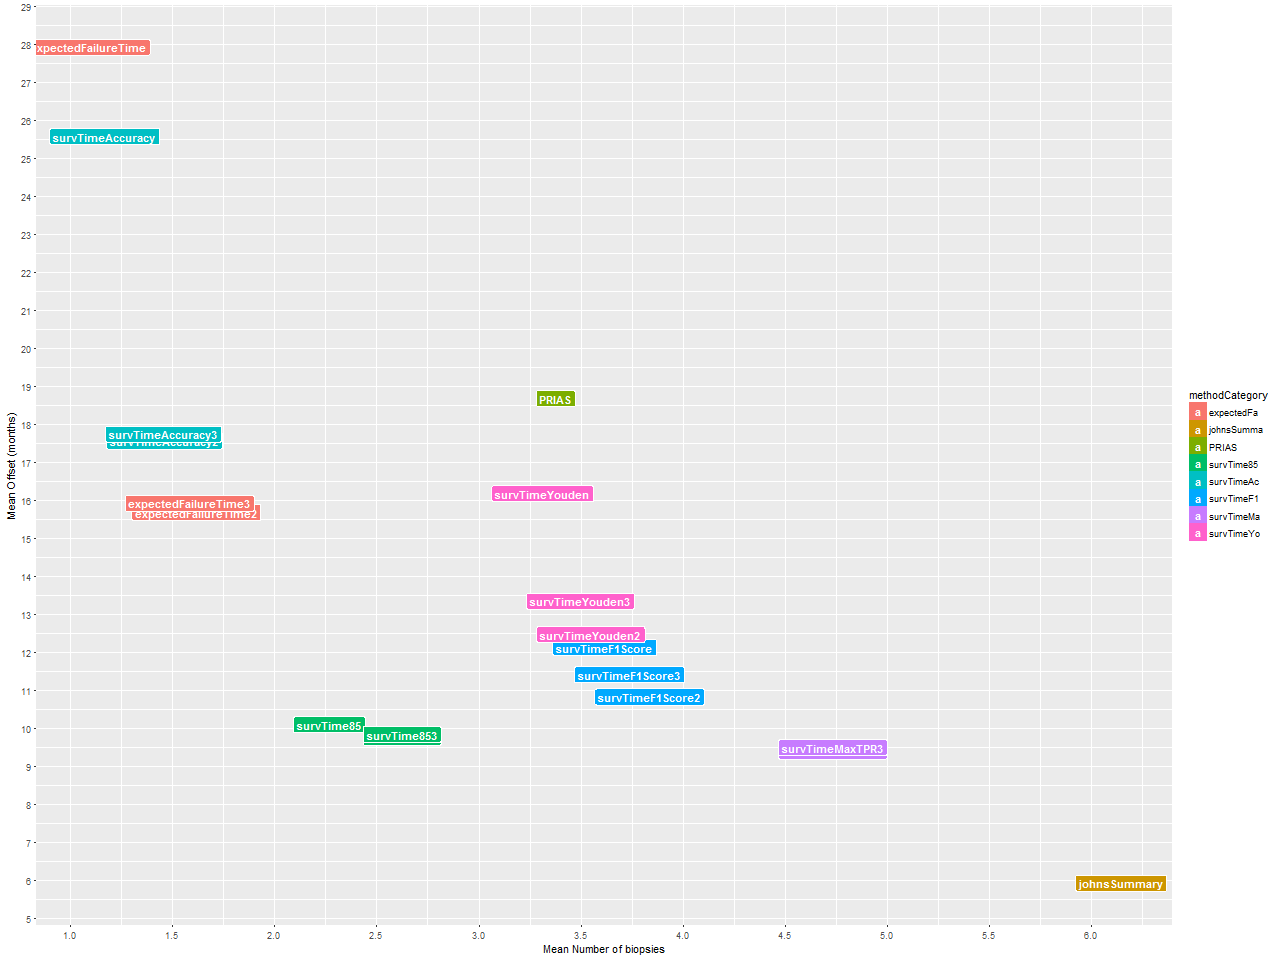 29
28
27
26
25
24
23
22
21
20
19
18
17
16
15
14
13
12
11
10
9
8
7
6
5
Mean Offset (months)
xpectedFailureTime
survTimeAccuracy
PRIAS
survTimeAccuracy3
survTimeAccuracy2
survTimeYouden
expectedFailureTime3
expectedFailureTime2
survTimeYouden3
survTimeYouden2
survTimeF1Score
survTimeF1Score3
survTimeF1Score2
survTime85
survTime853
survTimeMaxTPR3
johnsSummary
1.0 1.5 2.0 2.5 3.0 3.5 4.0 4.5 5.0 5.5 6.0
Mean Number of biopsies
methodCategory
a expectedFa
a johnsSumma
a PRIAS
a survTime85
a survTimeAc
a survTimeF1
a survTimeMa
a survTimeYo